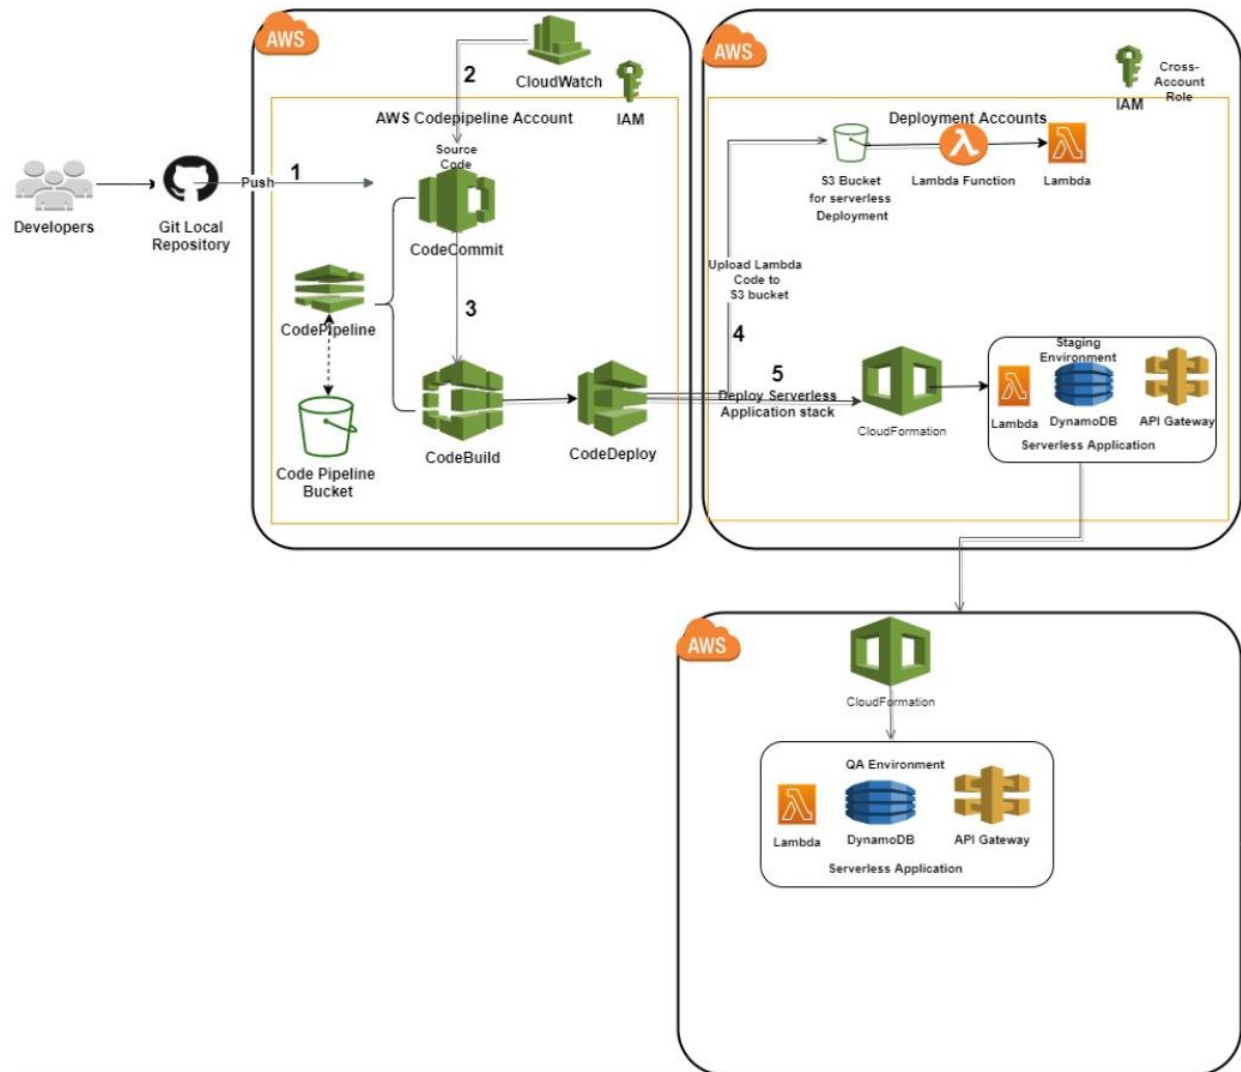 AWS
CloudWatch
2
IAM
AWS Codepipeline Account
Source
Code
Developers
Git Local
Repository
Push
1
CodeCommit
CodePipeline
3
Code Pipeline
Bucket
CodeBuild
CodeDeploy
AWS
IAM
Cross-
Account
Role
Deployment Accounts
S3 Bucket
for serverless
Deployment
Lambda Function
Lambda
Upload Lambda
Code to
S3 bucket
4
5
Deploy Serverless
Application stack
CloudFormation
Staging
Environment
Lambda
DynamoDB
API Gateway
Serverless Application
AWS
CloudFormation
QA Environment
Lambda
DynamoDB
API Gateway
Serverless Application